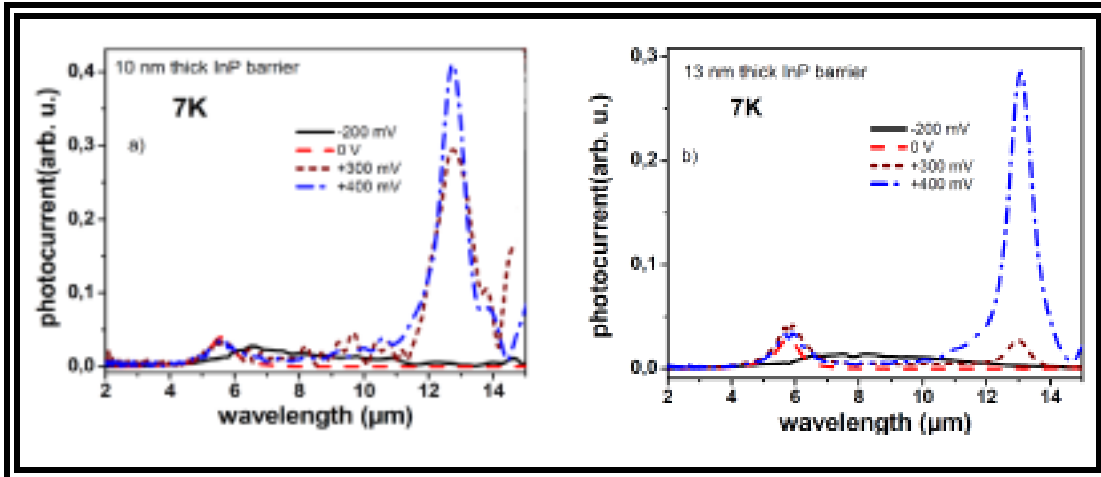 10 nm thick InP barrier
7K
a)
-200 mV
0 V
+300 mV
+400 mV
photocurrent(arb. u.)
0,4
0,3
0,2
0,1
0,0
2 4 6 8 10 12 14
wavelength (µm)
13 nm thick InP barrier
7K
b)
-200 mV
0 V
+300 mV
+400 mV
photocurrent(arb. u.)
0,3
0,2
0,1
0,0
2 4 6 8 10 12 14
wavelength (µm)